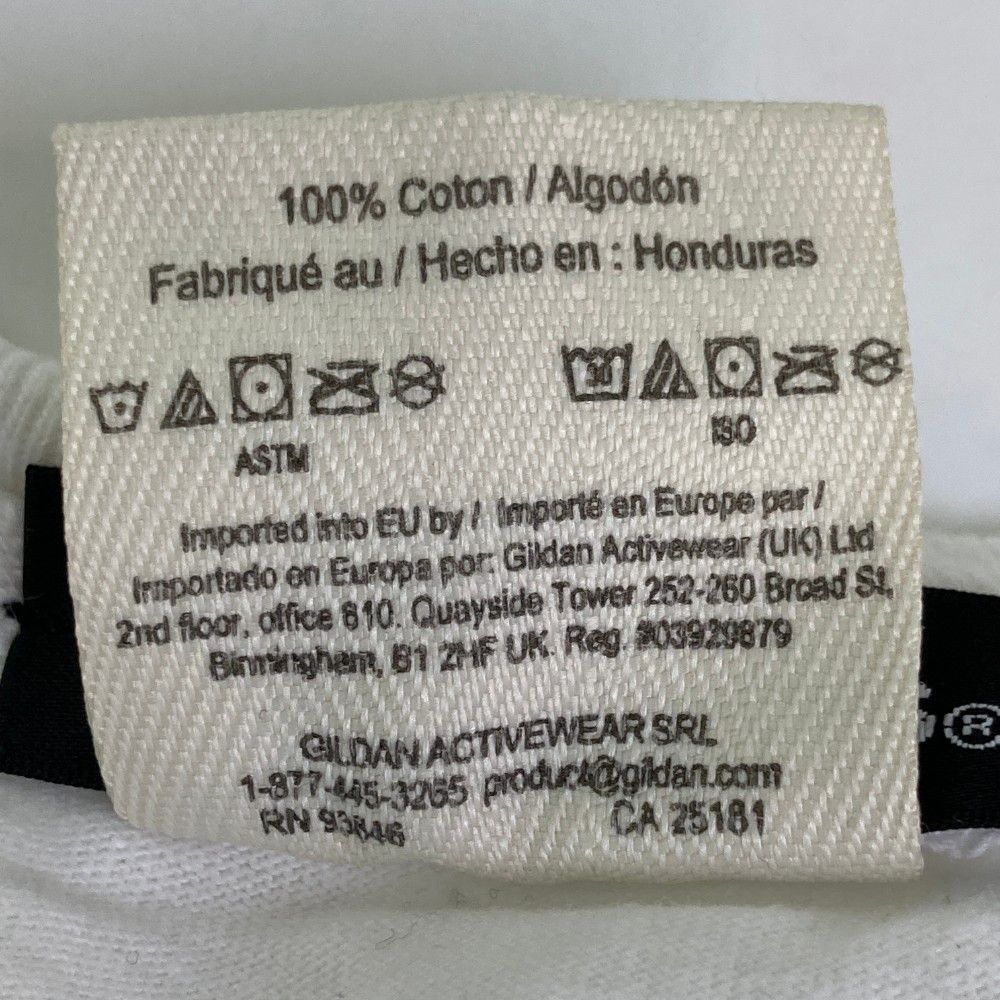 100% Coton / Algodón
Fabriqué au / Hecho en : Honduras
30
ASTM
ISO
Imported into EU by / Importé en Europe par /
Importado en Europa por: Gildan Activewear (UK) Ltd
2nd floor, office 810. Quayside Tower 252-260 Broad St,
Birmingham, B1 2HF UK. Reg. #03929879
GILDAN ACTIVEWEAR SRL
1-877-445-3265 product@gildan.com
RN 93846 CA 25181
®